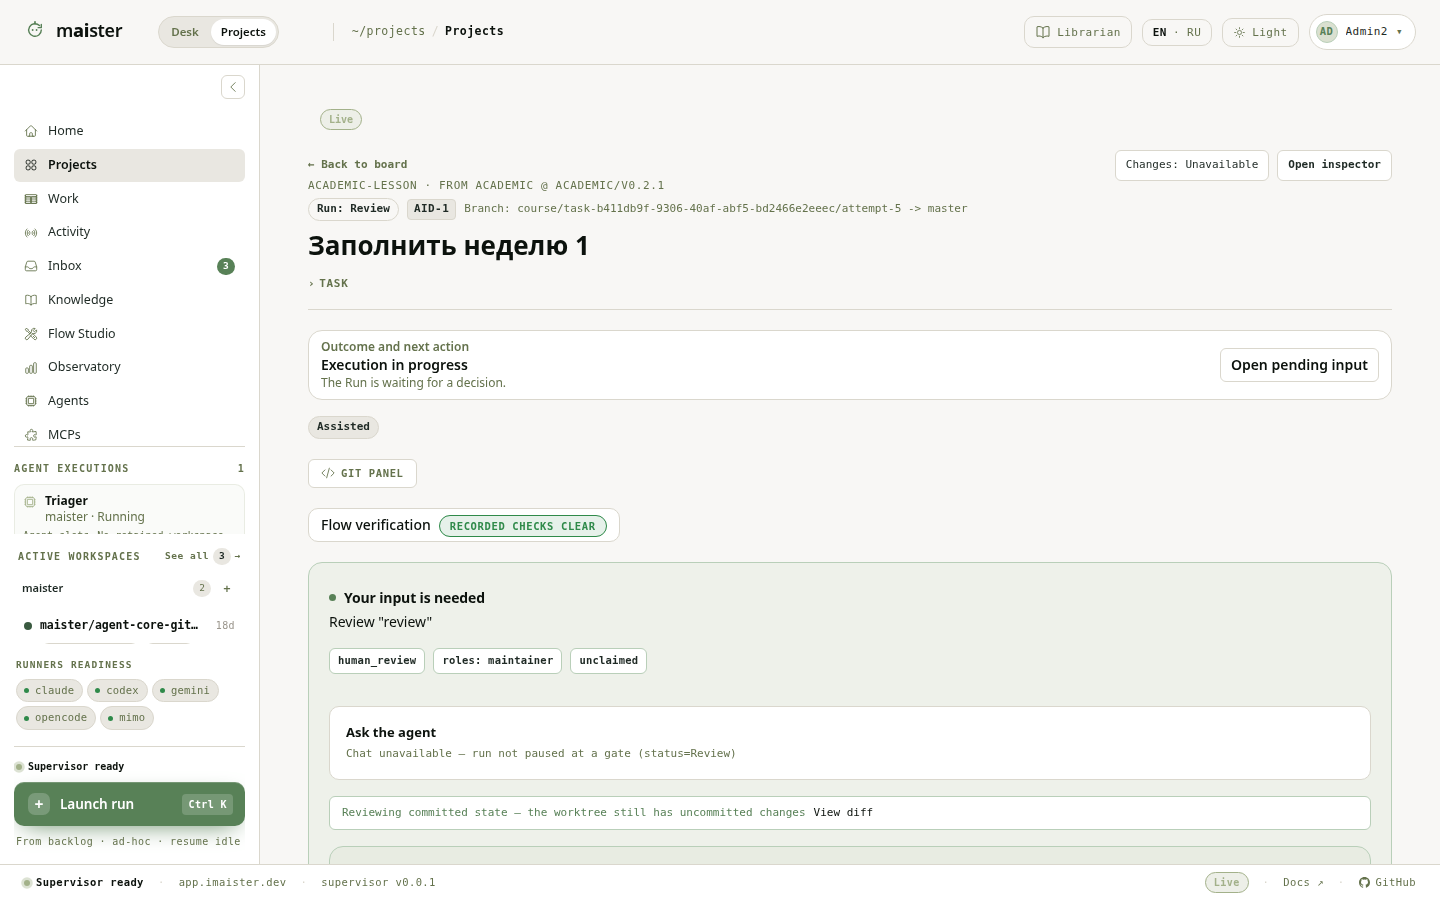 maister
Desk Projects
~/projects / Projects
Librarian
EN · RU
Light
AD Admin2 ▾
Home
Projects
Work
Activity
Inbox 3
Knowledge
Flow Studio
Observatory
Agents
MCPs
AGENT EXECUTIONS 1
Triager
maister · Running
ACTIVE WORKSPACES See all 3 →
maister 2 +
maister/agent-core-git… 18d
RUNNERS READINESS
claude codex gemini
opencode mimo
Supervisor ready
+ Launch run Ctrl K
From backlog · ad-hoc · resume idle
Live
← Back to board
Changes: Unavailable
Open inspector
ACADEMIC-LESSON · FROM ACADEMIC @ ACADEMIC/V0.2.1
Run: Review AID-1 Branch: course/task-b411db9f-9306-40af-abf5-bd2466e2eeec/attempt-5 -> master
Заполнить неделю 1
› TASK
Outcome and next action
Execution in progress
The Run is waiting for a decision.
Open pending input
Assisted
GIT PANEL
Flow verification RECORDED CHECKS CLEAR
Your input is needed
Review "review"
human_review roles: maintainer unclaimed
Ask the agent
Chat unavailable — run not paused at a gate (status=Review)
Reviewing committed state — the worktree still has uncommitted changes View diff
Supervisor ready · app.imaister.dev · supervisor v0.0.1
Live · Docs ↗ · GitHub